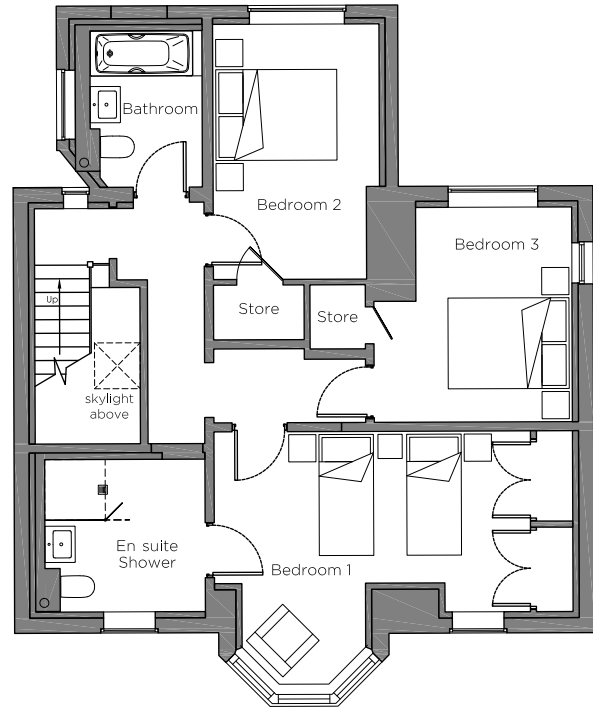 Bathroom
Bedroom 2
Bedroom 3
Store
Store
Up
skylight
above
En suite
Shower
Bedroom 1